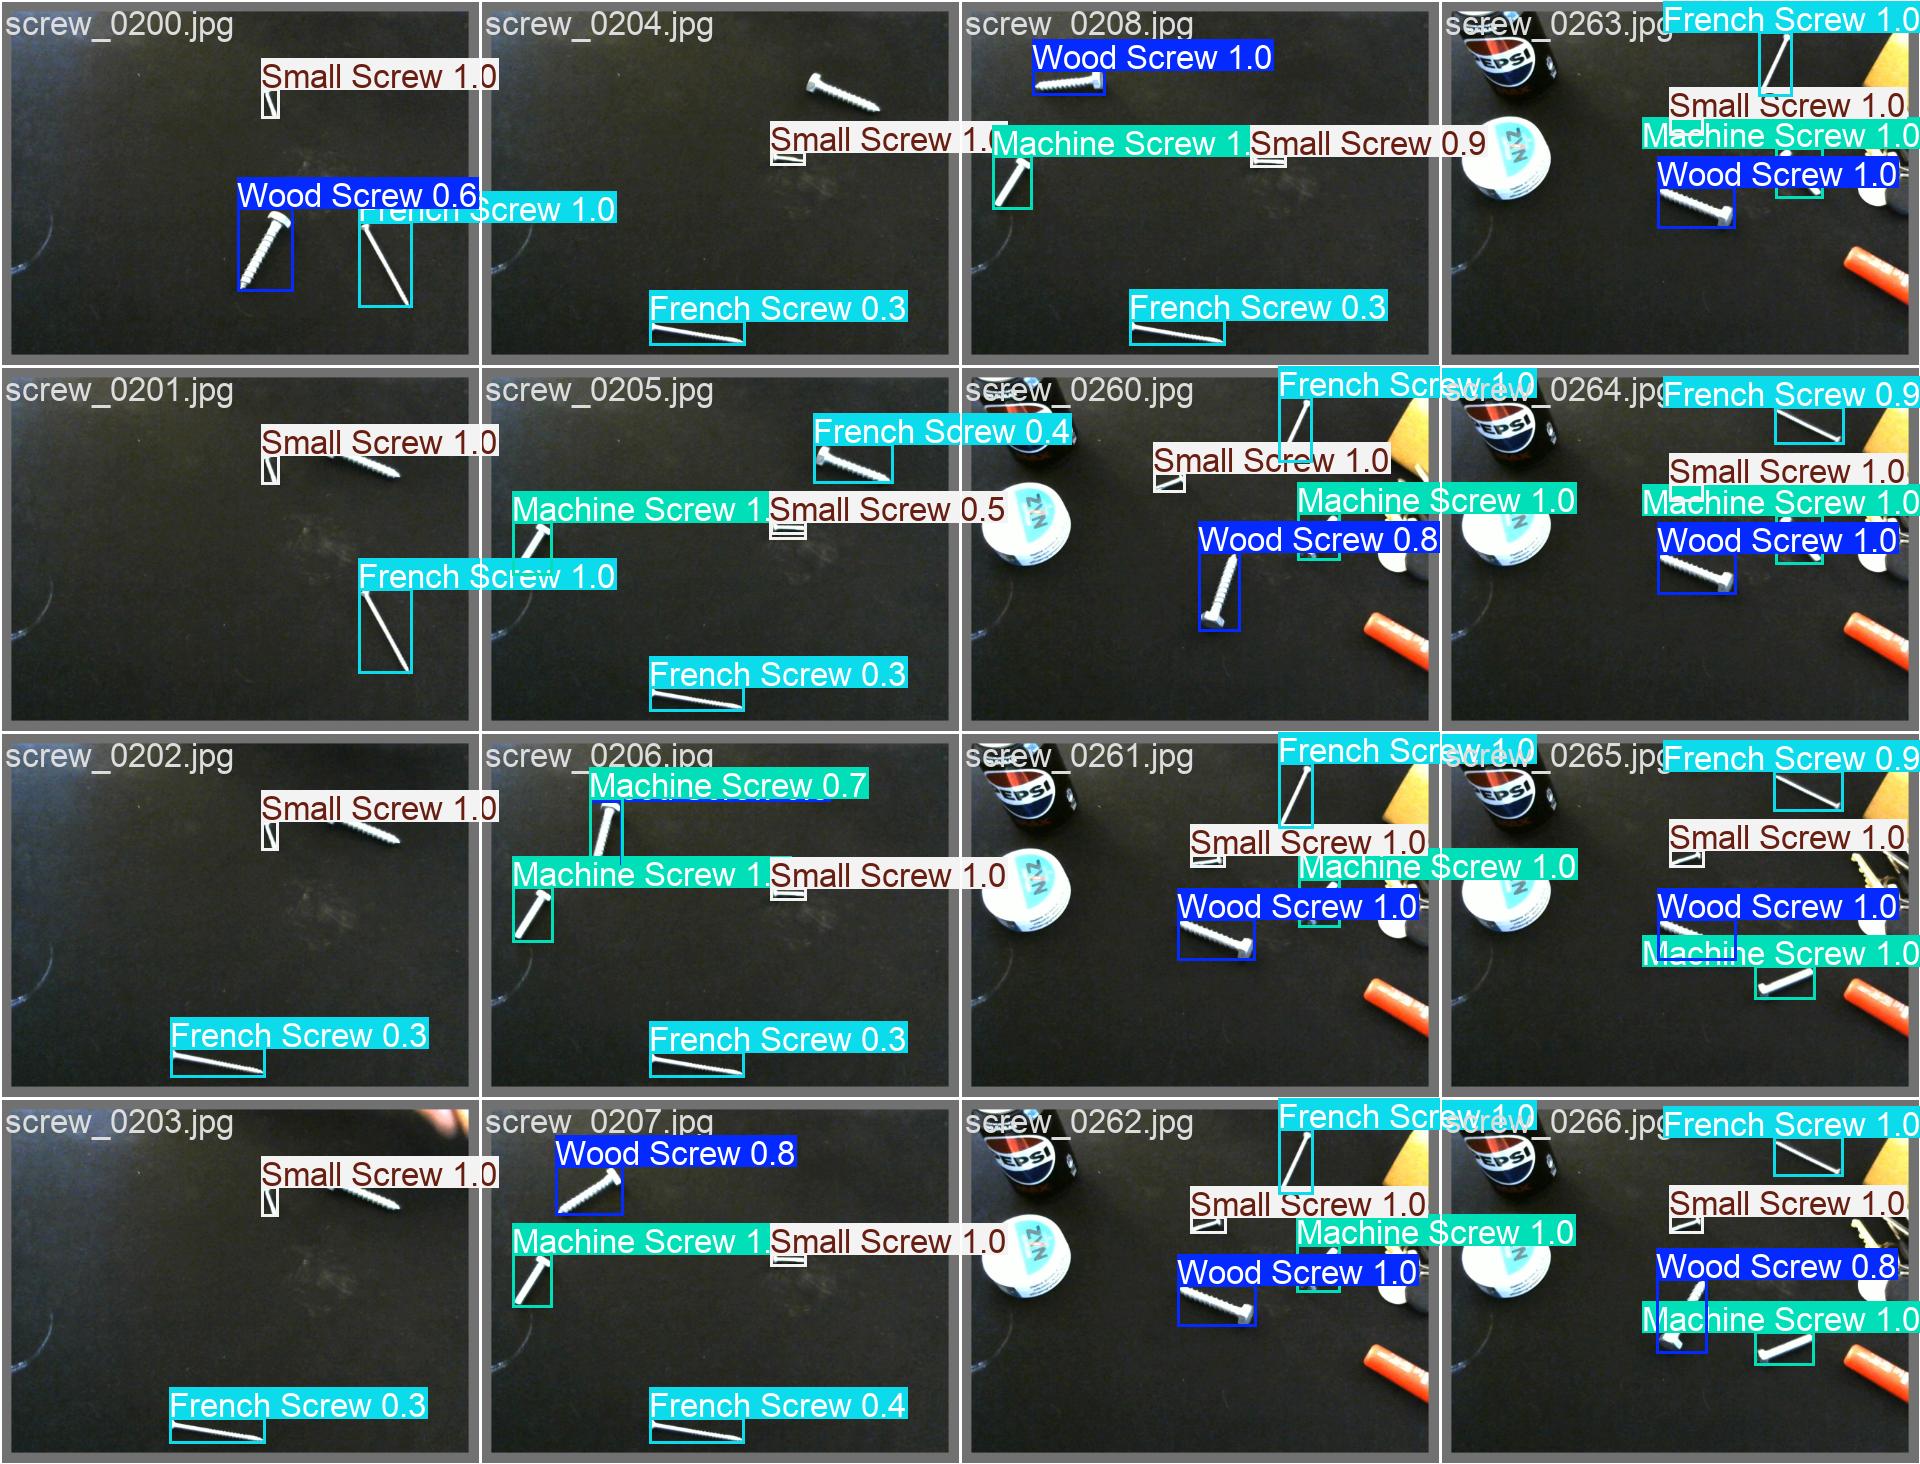 screw_0200.jpg
Small Screw 1.0
Wood Screw 0.6
French Screw 1.0
screw_0204.jpg
Small Screw 1.0
French Screw 0.3
screw_0208.jpg
Wood Screw 1.0
Machine Screw 1.
Small Screw 0.9
French Screw 0.3
screw_0263.jpg
French Screw 1.0
PEPSI
Small Screw 1.0
Machine Screw 1.0
ZYN
Wood Screw 1.0
screw_0201.jpg
Small Screw 1.0
French Screw 1.0
screw_0205.jpg
French Screw 0.4
Machine Screw 1.
Small Screw 0.5
French Screw 0.3
screw_0260.jpg
French Screw 1.0
EPSI
Small Screw 1.0
ZYN
Machine Screw 1.0
Wood Screw 0.8
screw_0264.jpg
French Screw 0.9
PEPSI
Small Screw 1.0
Machine Screw 1.0
Wood Screw 1.0
screw_0202.jpg
Small Screw 1.0
French Screw 0.3
screw_0206.jpg
Machine Screw 0.7
Machine Screw 1.
Small Screw 1.0
French Screw 0.3
screw_0261.jpg
French Screw 1.0
EPSI
Small Screw 1.0
Machine Screw 1.0
ZYN
Wood Screw 1.0
screw_0265.jpg
French Screw 0.9
PEPSI
Small Screw 1.0
ZYN
Wood Screw 1.0
Machine Screw 1.0
screw_0203.jpg
Small Screw 1.0
French Screw 0.3
screw_0207.jpg
Wood Screw 0.8
Machine Screw 1.
Small Screw 1.0
French Screw 0.4
screw_0262.jpg
French Screw 1.0
EPSI
Small Screw 1.0
Machine Screw 1.0
ZYN
Wood Screw 1.0
screw_0266.jpg
French Screw 1.0
PEPSI
Small Screw 1.0
ZYN
Wood Screw 0.8
Machine Screw 1.0